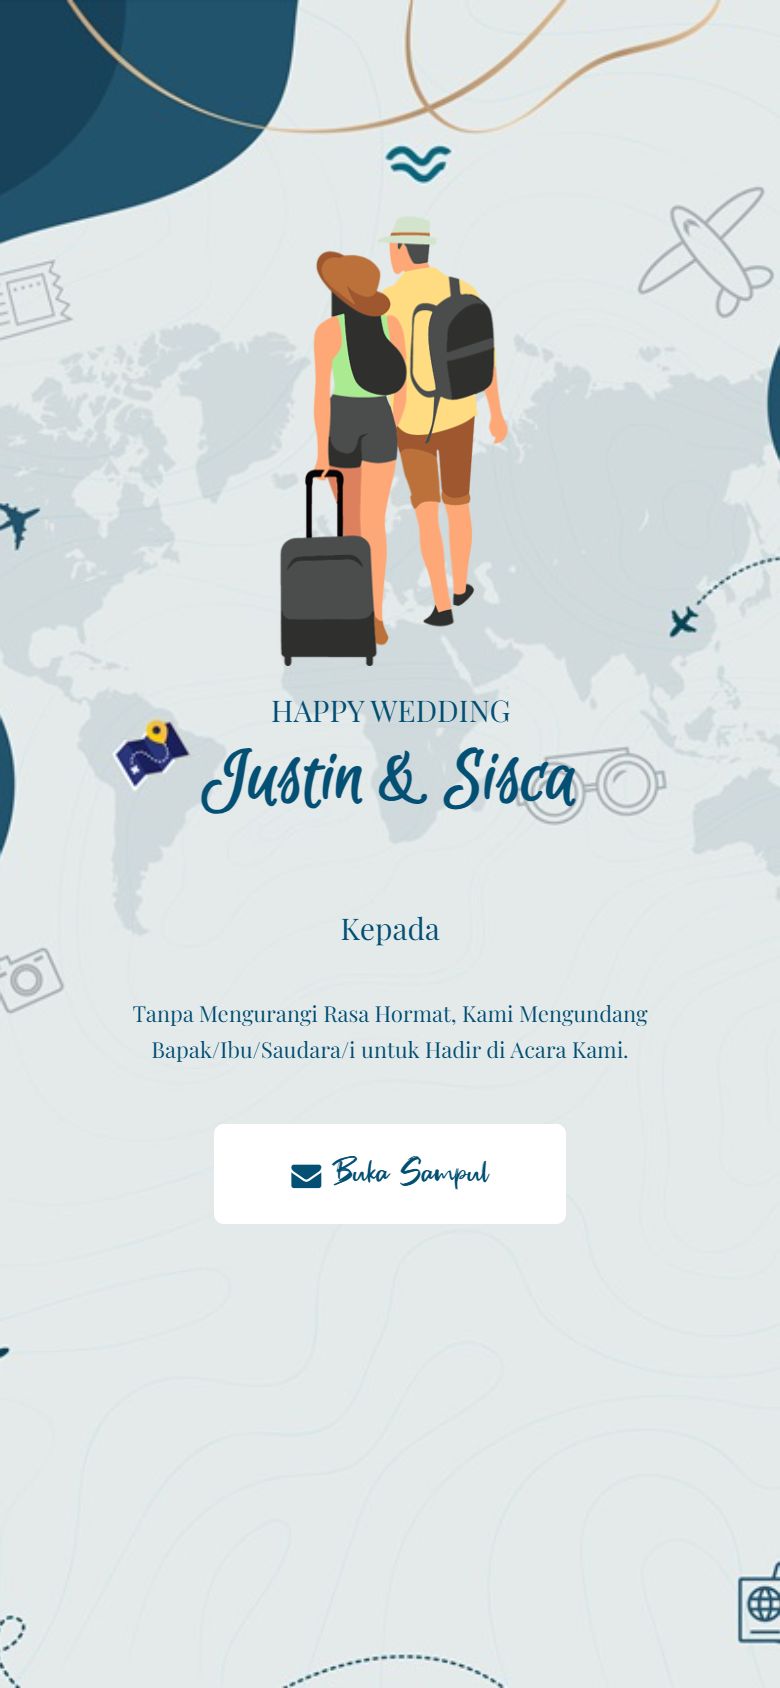 HAPPY WEDDING
Justin & Sisca
Kepada
Tanpa Mengurangi Rasa Hormat, Kami Mengundang
Bapak/Ibu/Saudara/i untuk Hadir di Acara Kami.
Buka Sampul